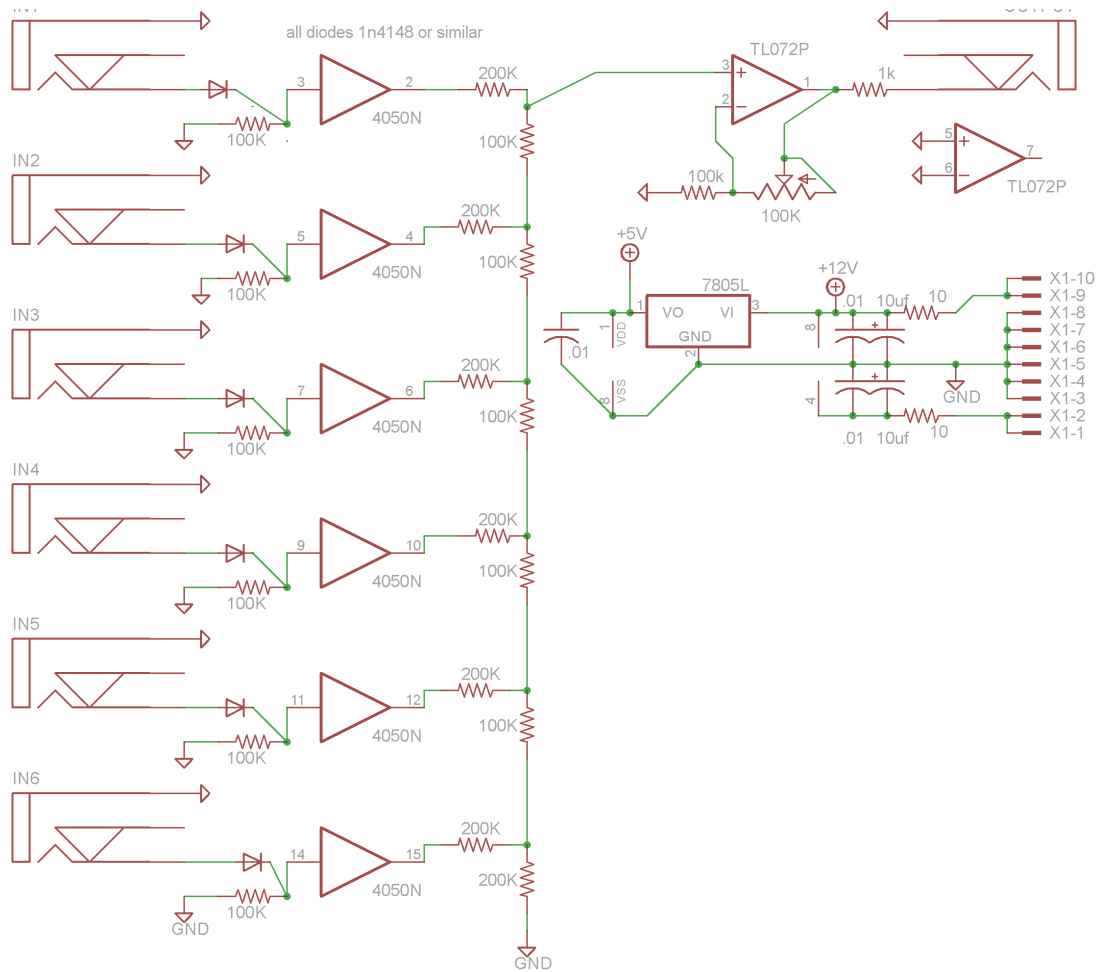 IN1
all diodes 1n4148 or similar
3
2
4050N
100K
200K
100K
TL072P
3
2
1
1k
5
6
7
TL072P
100k
100K
IN2
5
4
4050N
100K
200K
100K
+5V
7805L
1
VO
VI
3
GND
2
.01
1
VDD
8
VSS
+12V
.01
10uf
10
8
4
.01
10uf
10
GND
X1-10
X1-9
X1-8
X1-7
X1-6
X1-5
X1-4
X1-3
X1-2
X1-1
IN3
7
6
4050N
100K
200K
100K
IN4
9
10
4050N
100K
200K
100K
IN5
11
12
4050N
100K
200K
100K
IN6
14
15
4050N
100K
GND
200K
200K
GND